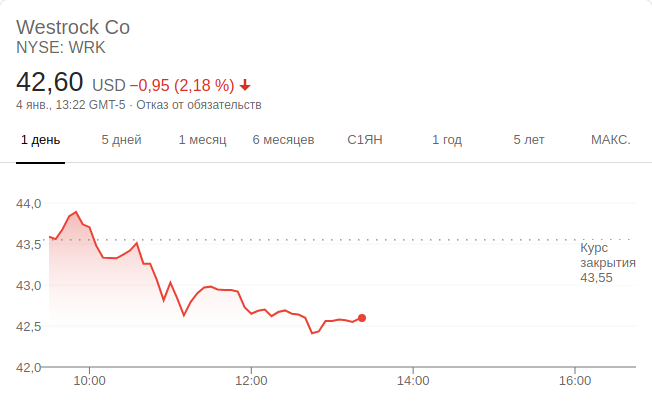 Westrock Co
NYSE: WRK
42,60 USD −0,95 (2,18 %)
4 янв., 13:22 GMT-5 · Отказ от обязательств
1 день 5 дней 1 месяц 6 месяцев С1ЯН 1 год 5 лет МАКС.
44,0
43,5
Курс
закрытия
43,55
43,0
42,5
42,0
10:00 12:00 14:00 16:00